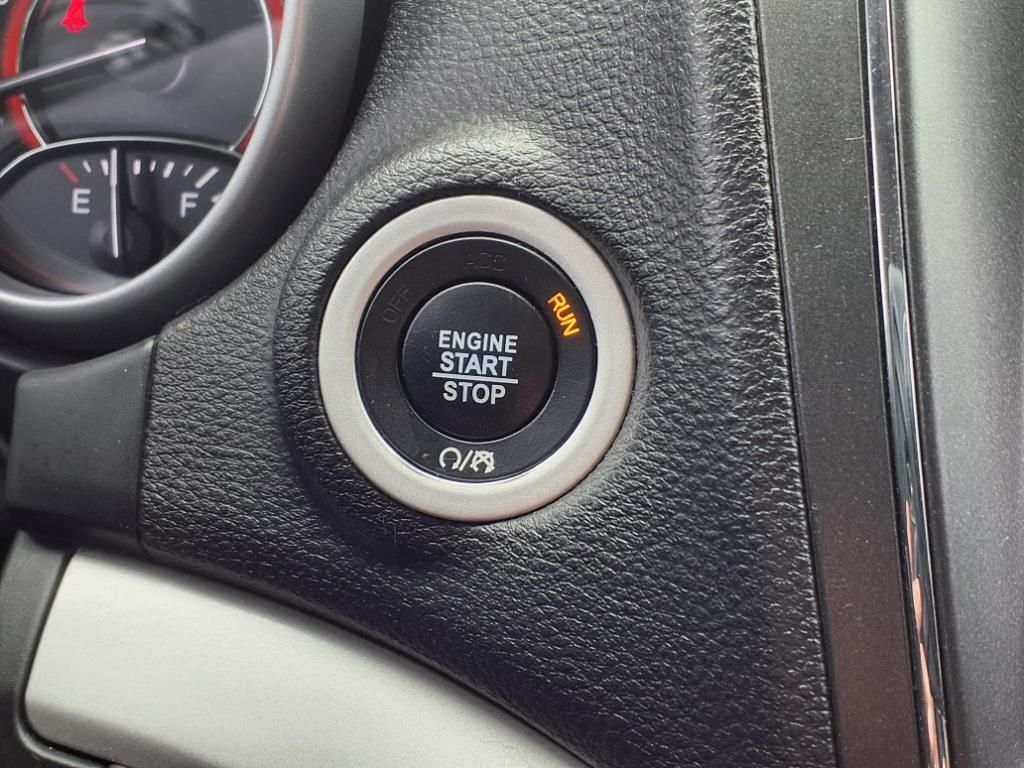 E F
ACC
OFF
RUN
ENGINE
START
STOP